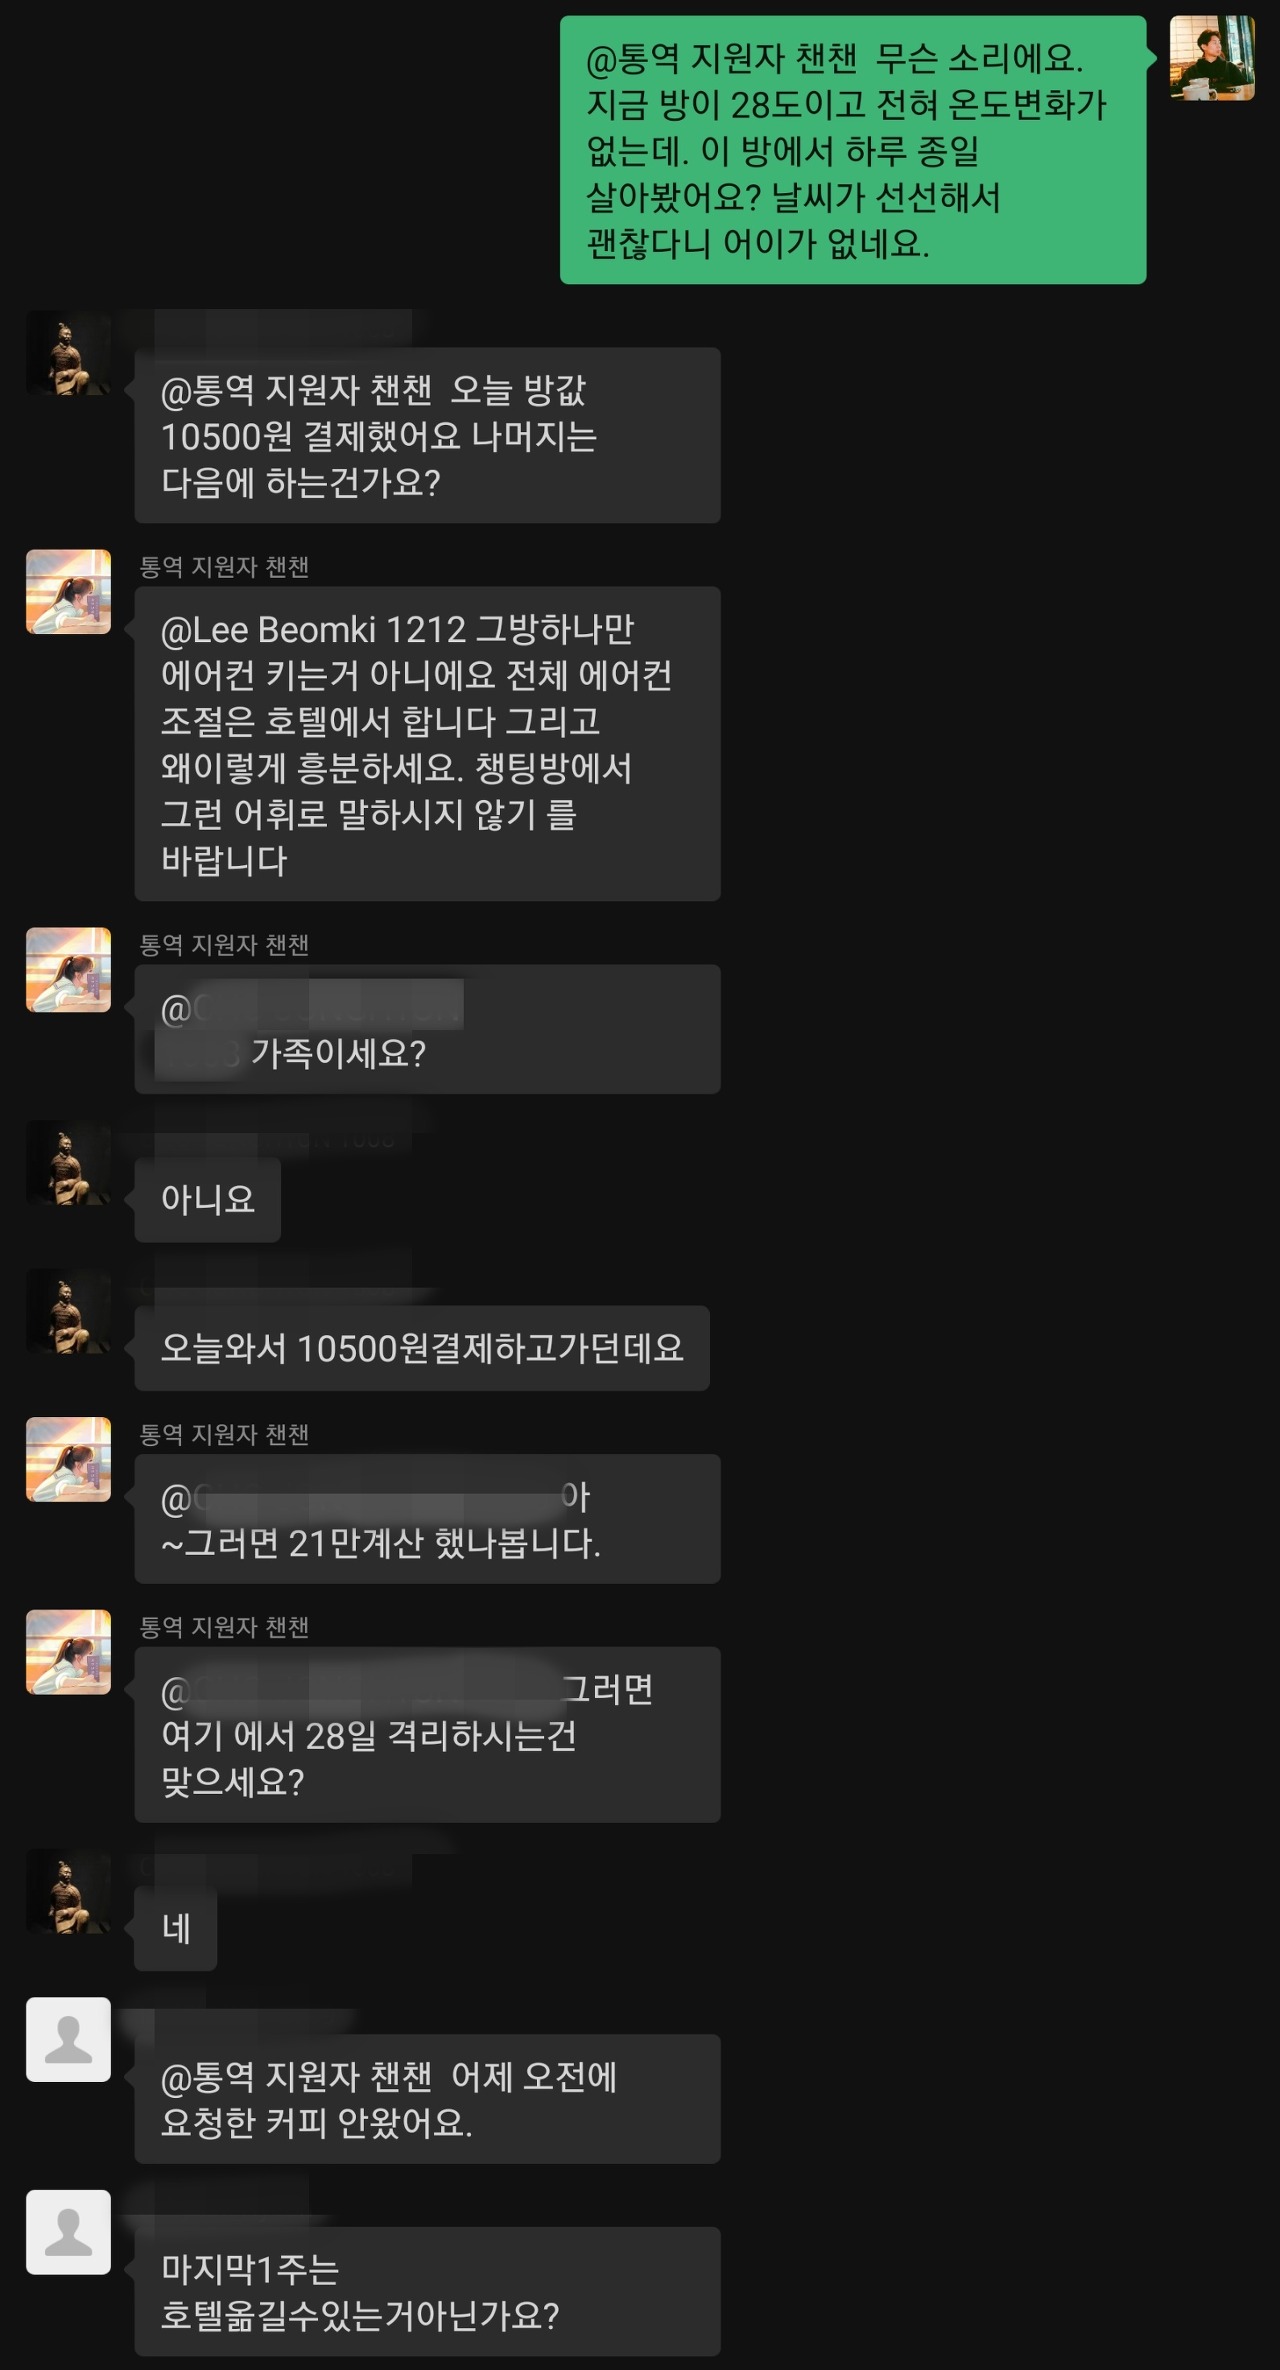 @통역 지원자 챈챈 무슨 소리에요.
지금 방이 28도이고 전혀 온도변화가
없는데. 이 방에서 하루 종일
살아봤어요? 날씨가 선선해서
괜찮다니 어이가 없네요.
@통역 지원자 챈챈 오늘 방값
10500원 결제했어요 나머지는
다음에 하는건가요?
통역 지원자 챈챈
@Lee Beomki 1212 그방하나만
에어컨 키는거 아니에요 전체 에어컨
조절은 호텔에서 합니다 그리고
왜이렇게 흥분하세요. 챙팅방에서
그런 어휘로 말하시지 않기 를
바랍니다
통역 지원자 챈챈
@
가족이세요?
아니요
오늘와서 10500원결제하고가던데요
통역 지원자 챈챈
@ 아
~그러면 21만계산 했나봅니다.
통역 지원자 챈챈
@ 그러면
여기 에서 28일 격리하시는건
맞으세요?
네
@통역 지원자 챈챈 어제 오전에
요청한 커피 안왔어요.
마지막1주는
호텔옮길수있는거아닌가요?